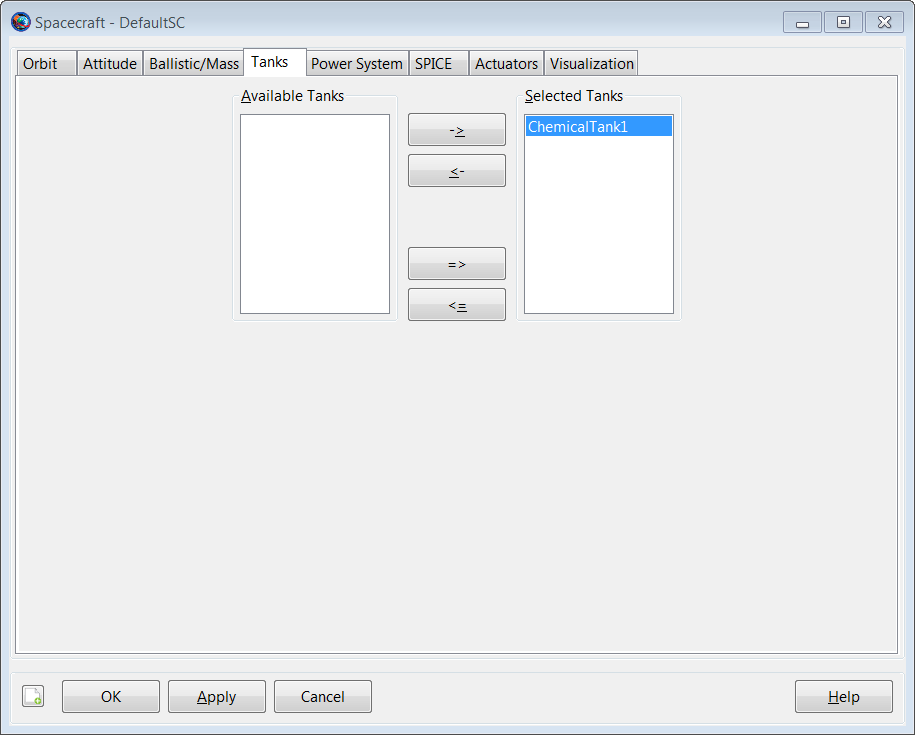 Spacecraft - DefaultSC
Orbit Attitude Ballistic/Mass Tanks Power System SPICE Actuators Visualization
Available Tanks
Selected Tanks
ChemicalTank1
->
<-
=>
<=
OK Apply Cancel Help